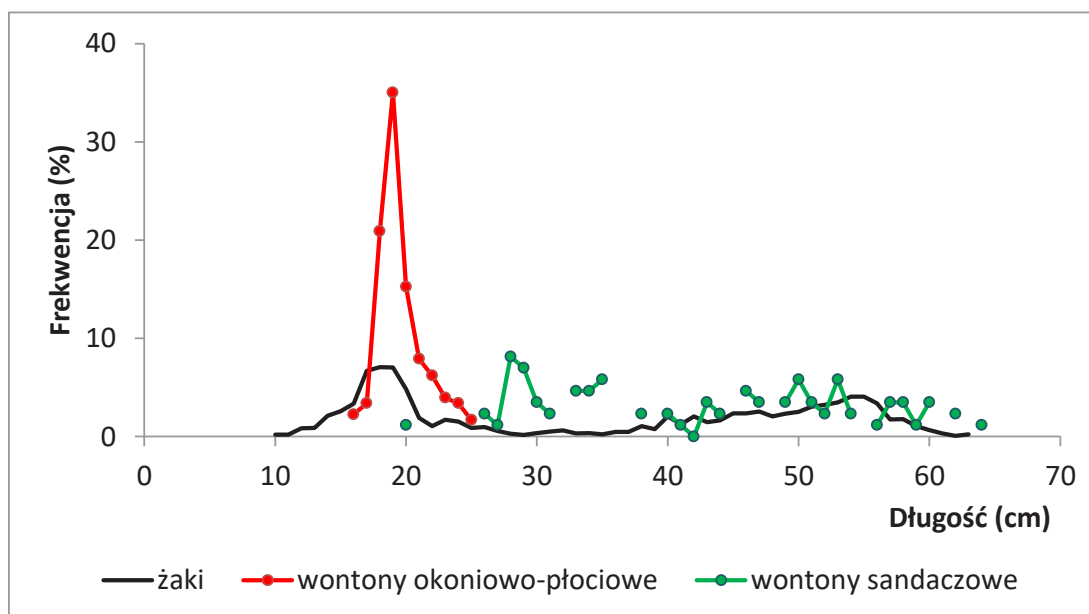 40
30
20
10
0
Frekwencja (%)
0 10 20 30 40 50 60 70
Długość (cm)
żaki wontony okoniowo-płociowe wontony sandaczowe